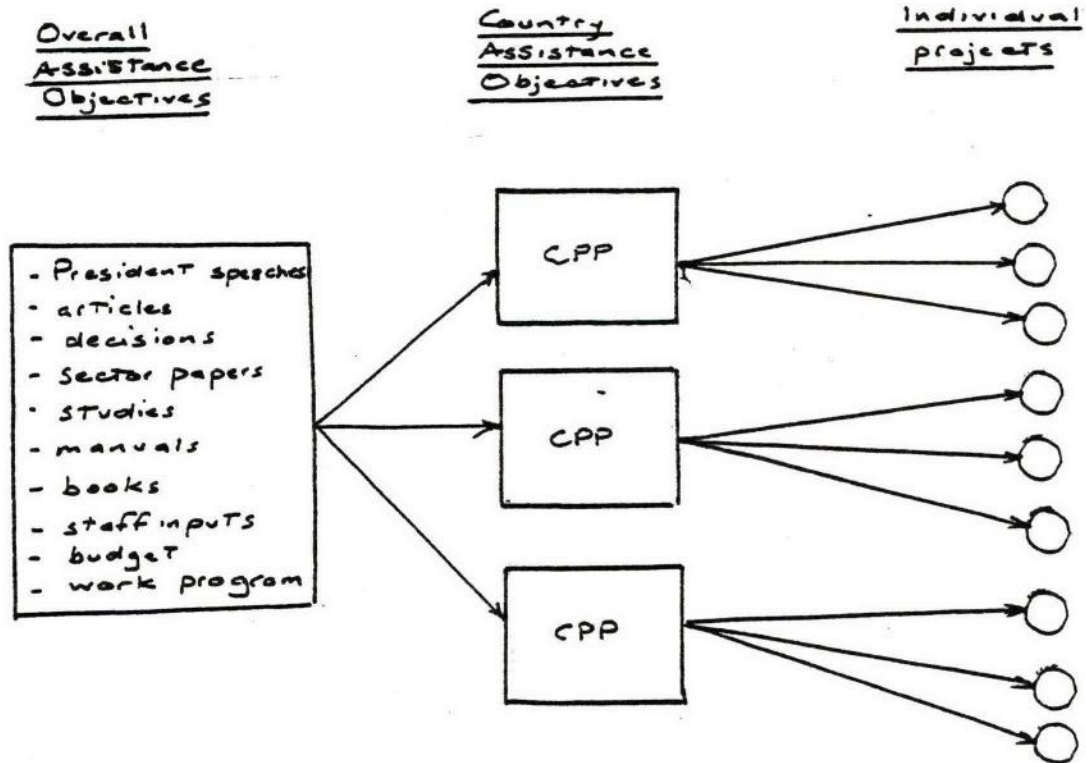 Overall
Assistance
Objectives
Country
Assistance
Objectives
Individual
projects
- President speeches
- articles
- decisions
- sector papers
- studies
- manuals
- books
- staff inputs
- budget
- work program
CPP
CPP
CPP